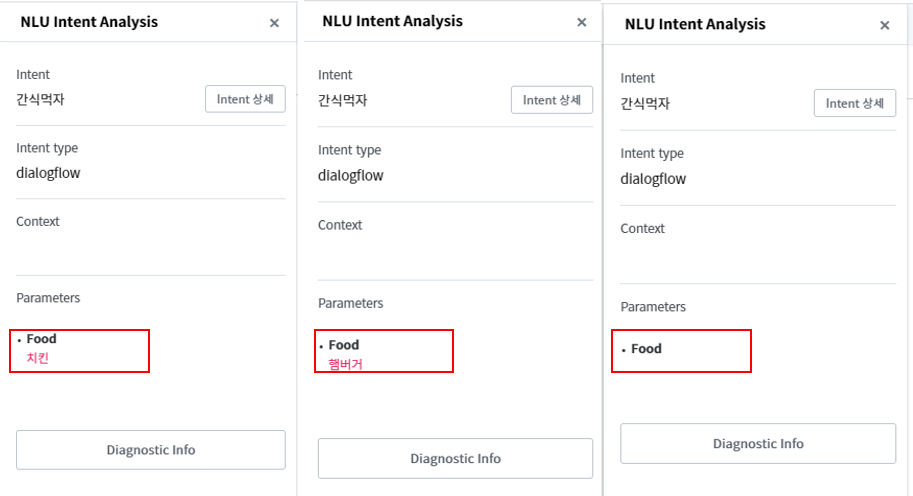 NLU Intent Analysis ×
Intent
간식먹자 Intent 상세
Intent type
dialogflow
Context
Parameters
• Food
치킨
Diagnostic Info
NLU Intent Analysis ×
Intent
간식먹자 Intent 상세
Intent type
dialogflow
Context
Parameters
• Food
햄버거
Diagnostic Info
NLU Intent Analysis ×
Intent
간식먹자 Intent 상세
Intent type
dialogflow
Context
Parameters
• Food
Diagnostic Info